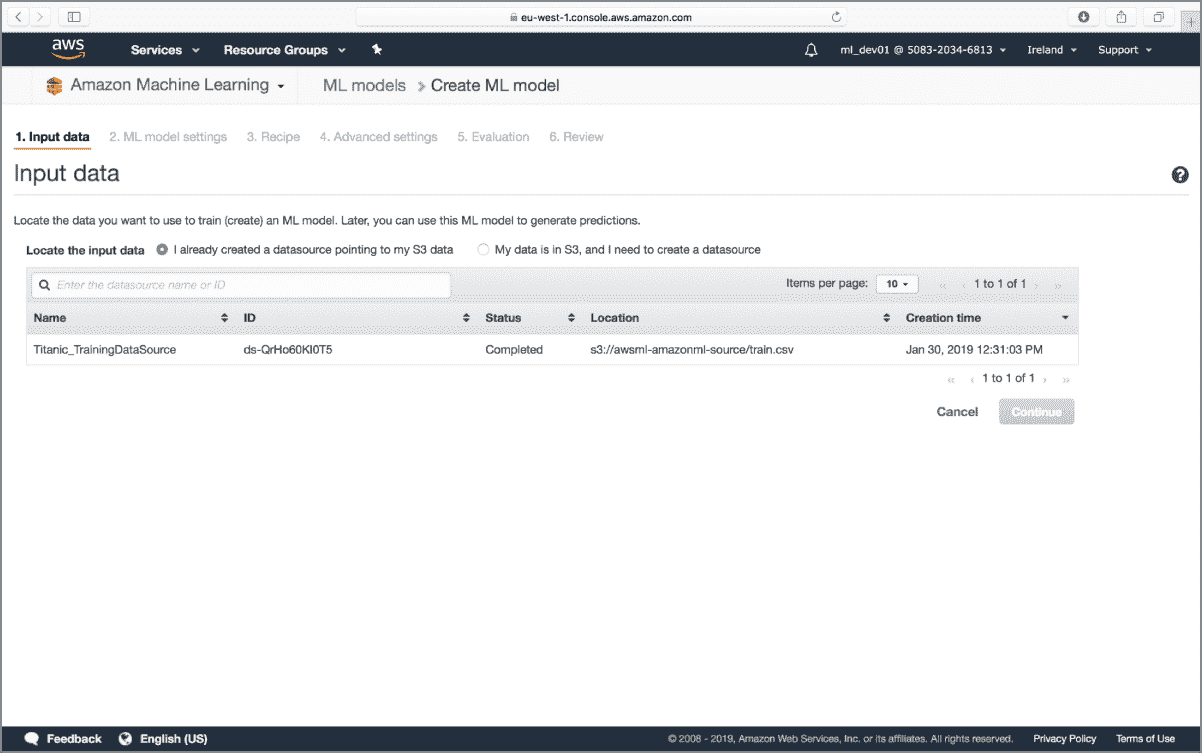 eu-west-1.console.aws.amazon.com
aws Services Resource Groups ml_dev01 @ 5083-2034-6813 Ireland Support
Amazon Machine Learning ML models > Create ML model
1. Input data 2. ML model settings 3. Recipe 4. Advanced settings 5. Evaluation 6. Review
Input data ?
Locate the data you want to use to train (create) an ML model. Later, you can use this ML model to generate predictions.
Locate the input data I already created a datasource pointing to my S3 data My data is in S3, and I need to create a datasource
Enter the datasource name or ID Items per page: 10 « ‹ 1 to 1 of 1 › »
Name ID Status Location Creation time
Titanic_TrainingDataSource ds-QrHo60KI0T5 Completed s3://awsml-amazonml-source/train.csv Jan 30, 2019 12:31:03 PM
« ‹ 1 to 1 of 1 › »
Cancel Continue
Feedback English (US) © 2008 - 2019, Amazon Web Services, Inc. or its affiliates. All rights reserved. Privacy Policy Terms of Use